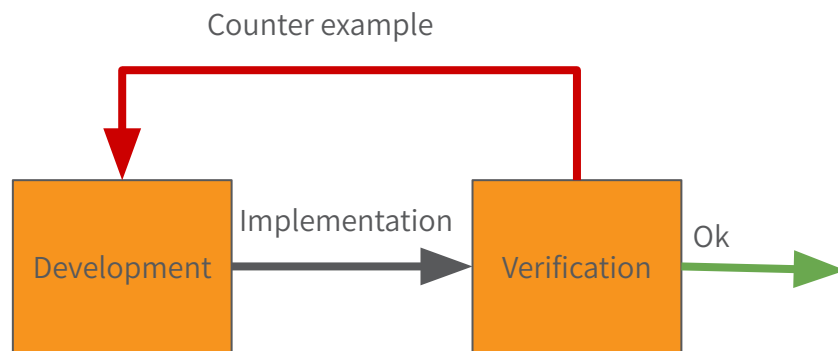 Counter example
Implementation
Development
Verification
Ok